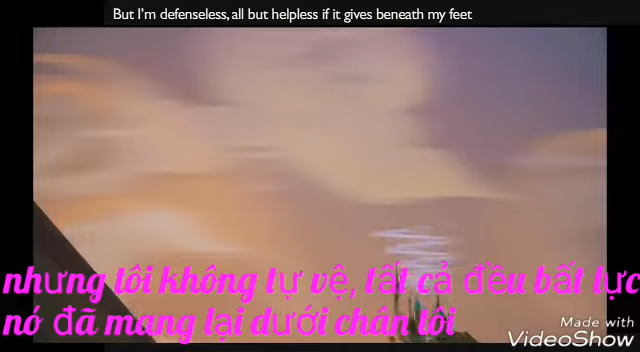 But I'm defenseless, all but helpless if it gives beneath my feet
nhưng tôi không tự vệ, tất cả đều bất lực
nó đã mang lại dưới chân tôi
Made with
VideoShow